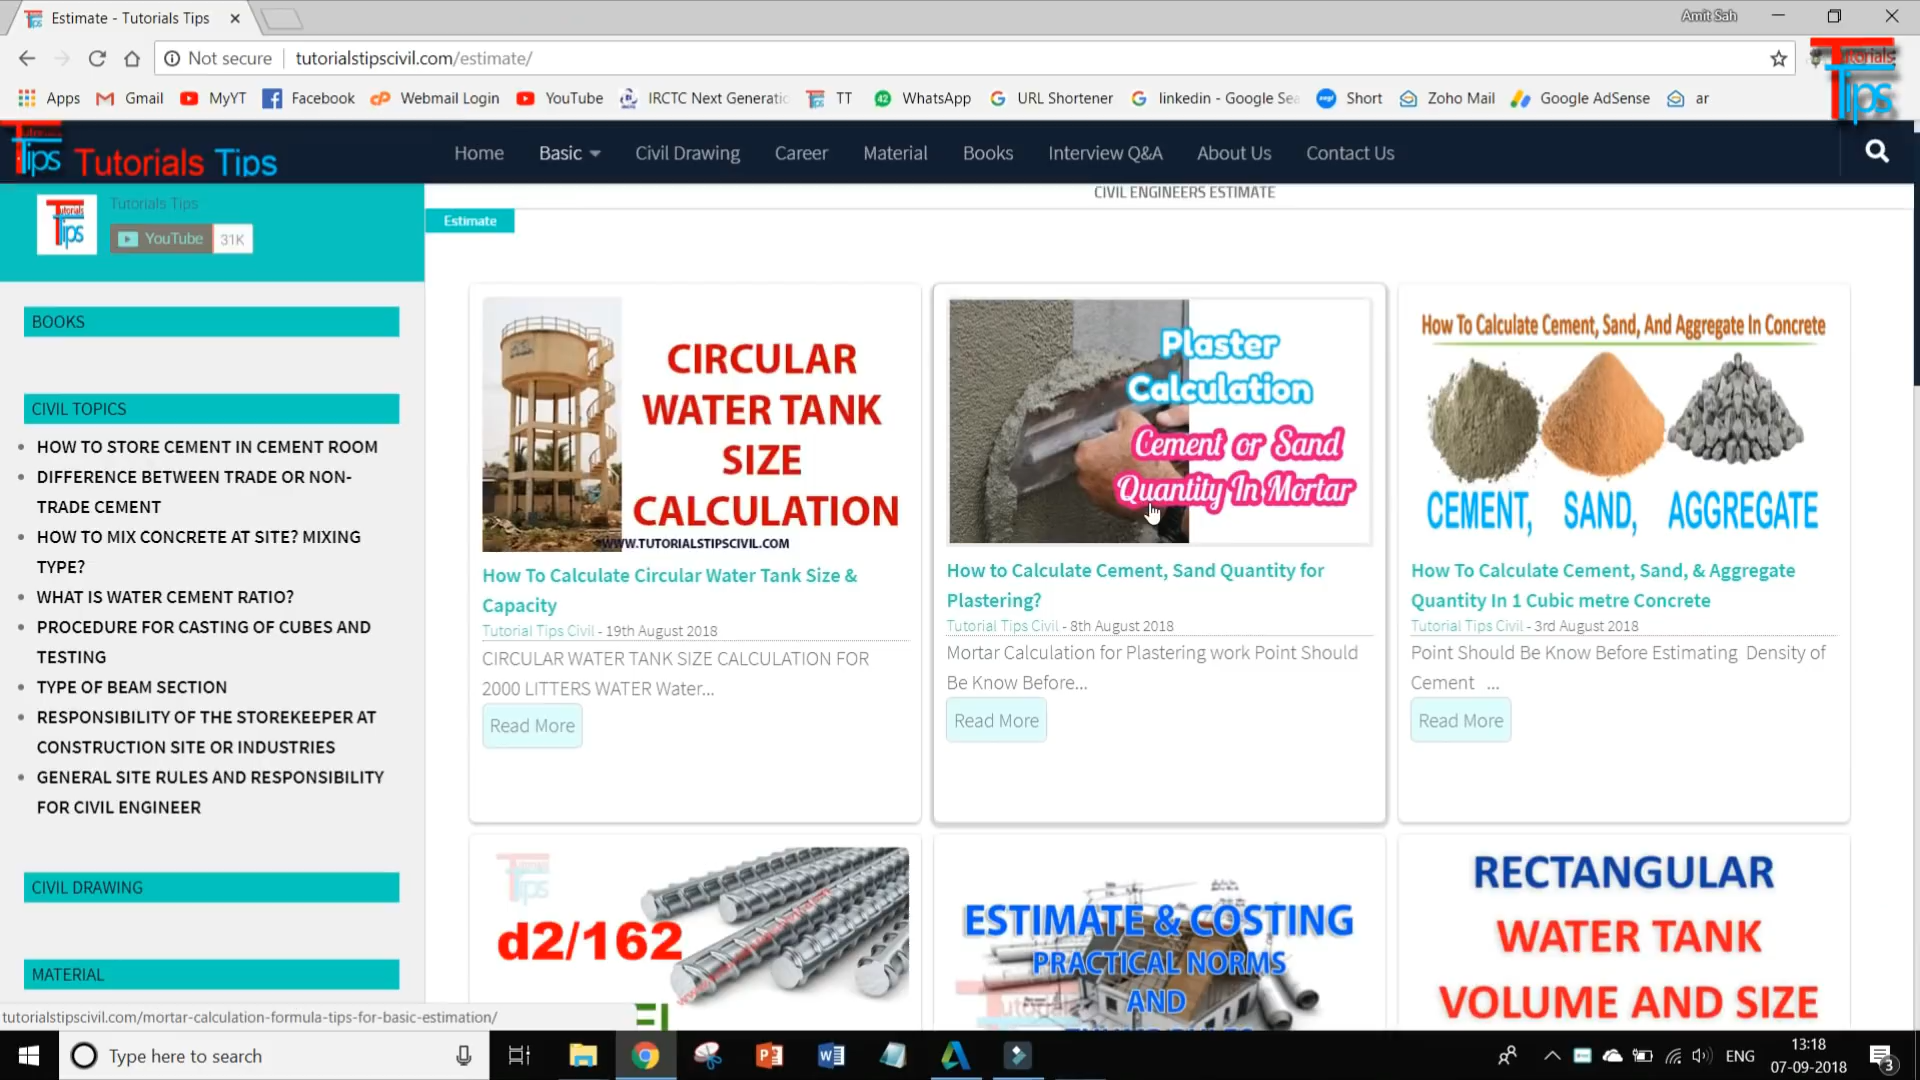 Estimate - Tutorials Tips
Amit Sah
Not secure
tutorialstipscivil.com/estimate/
Tutorials
Tips
Apps
Gmail
MyYT
Facebook
Webmail Login
YouTube
IRCTC Next Generatio
TT
WhatsApp
URL Shortener
linkedin - Google Sea
Short
Zoho Mail
Google AdSense
ar
Tips
Tutorials Tips
Home
Basic
Civil Drawing
Career
Material
Books
Interview Q&A
About Us
Contact Us
Tutorials
Tips
Tutorials Tips
YouTube 31K
BOOKS
CIVIL TOPICS
HOW TO STORE CEMENT IN CEMENT ROOM
DIFFERENCE BETWEEN TRADE OR NON-
TRADE CEMENT
HOW TO MIX CONCRETE AT SITE? MIXING
TYPE?
WHAT IS WATER CEMENT RATIO?
PROCEDURE FOR CASTING OF CUBES AND
TESTING
TYPE OF BEAM SECTION
RESPONSIBILITY OF THE STOREKEEPER AT
CONSTRUCTION SITE OR INDUSTRIES
GENERAL SITE RULES AND RESPONSIBILITY
FOR CIVIL ENGINEER
CIVIL DRAWING
MATERIAL
CIVIL ENGINEERS ESTIMATE
Estimate
CIRCULAR
WATER TANK
SIZE
CALCULATION
WWW.TUTORIALSTIPSCIVIL.COM
How To Calculate Circular Water Tank Size &
Capacity
Tutorial Tips Civil - 19th August 2018
CIRCULAR WATER TANK SIZE CALCULATION FOR
2000 LITTERS WATER Water...
Read More
Plaster
Calculation
Cement or Sand
Quantity In Mortar
How to Calculate Cement, Sand Quantity for
Plastering?
Tutorial Tips Civil - 8th August 2018
Mortar Calculation for Plastering work Point Should
Be Know Before...
Read More
How To Calculate Cement, Sand, And Aggregate In Concrete
CEMENT, SAND, AGGREGATE
How To Calculate Cement, Sand, & Aggregate
Quantity In 1 Cubic metre Concrete
Tutorial Tips Civil - 3rd August 2018
Point Should Be Know Before Estimating Density of
Cement ...
Read More
Tips
d2/162
ESTIMATE & COSTING
PRACTICAL NORMS
AND
RECTANGULAR
WATER TANK
VOLUME AND SIZE
tutorialstipscivil.com/mortar-calculation-formula-tips-for-basic-estimation/
Type here to search
ENG
13:18
07-09-2018
3